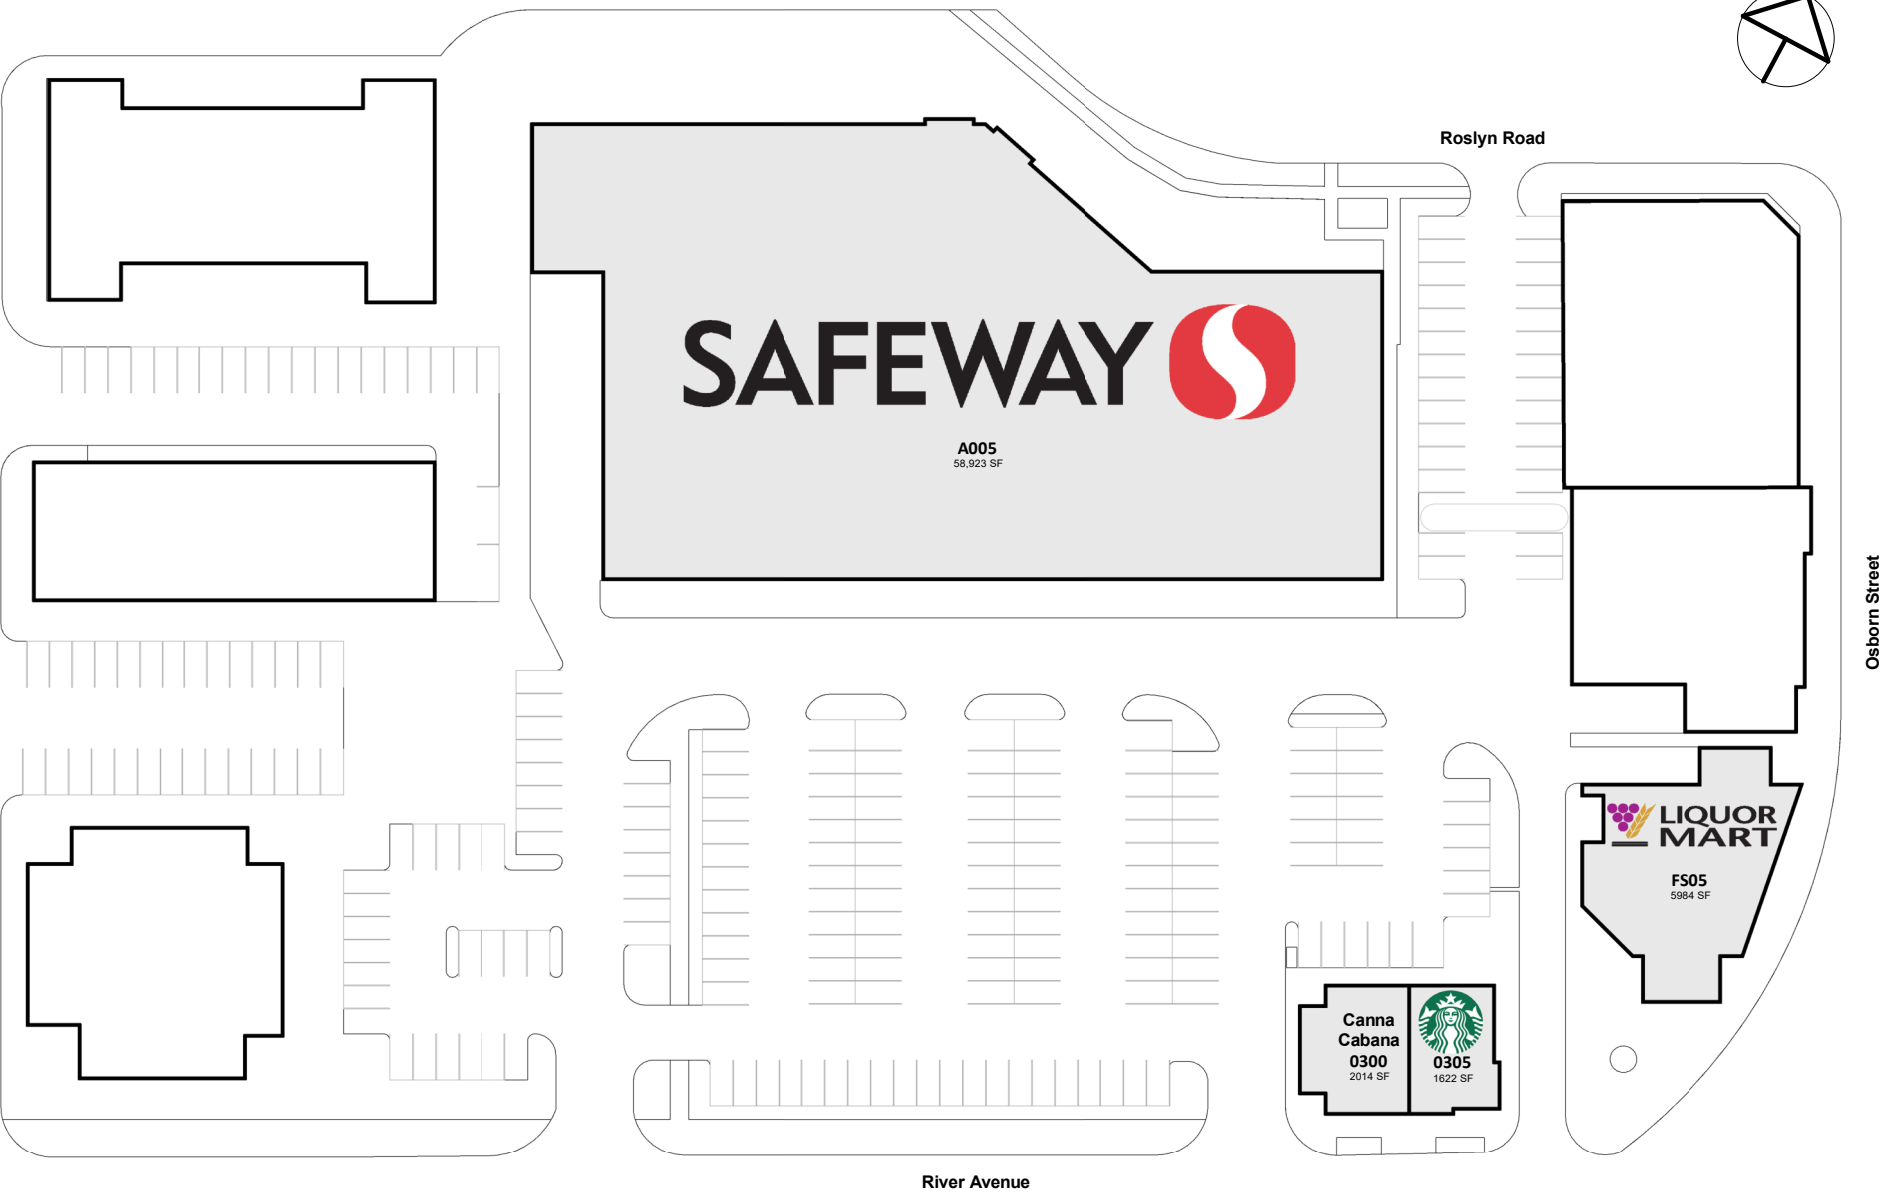 Roslyn Road
SAFEWAY
A005
58,923 SF
Osborn Street
LIQUOR
MART
FS05
5984 SF
Canna
Cabana
0300
2014 SF
0305
1622 SF
River Avenue